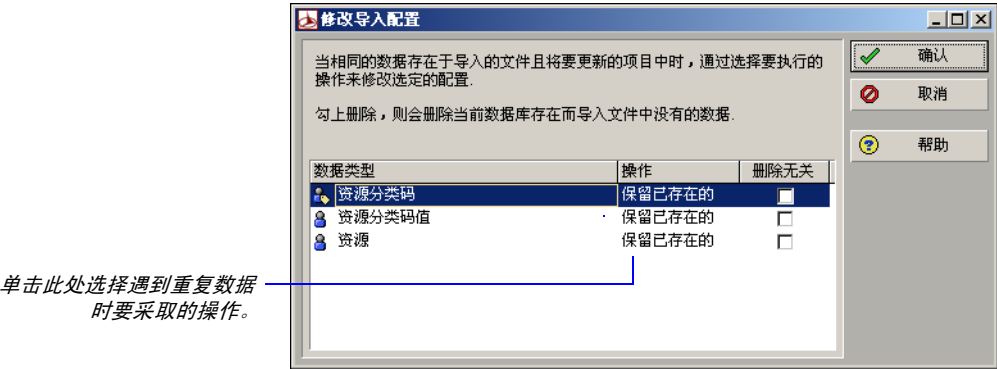 修改导入配置
当相同的数据存在于导入的文件且将要更新的项目中时，通过选择要执行的
操作来修改选定的配置.
勾上删除，则会删除当前数据库存在而导入文件中没有的数据.
确认
取消
帮助
数据类型 操作 删除无关
资源分类码 保留已存在的
资源分类码值 保留已存在的
资源 保留已存在的
单击此处选择遇到重复数据
时要采取的操作。